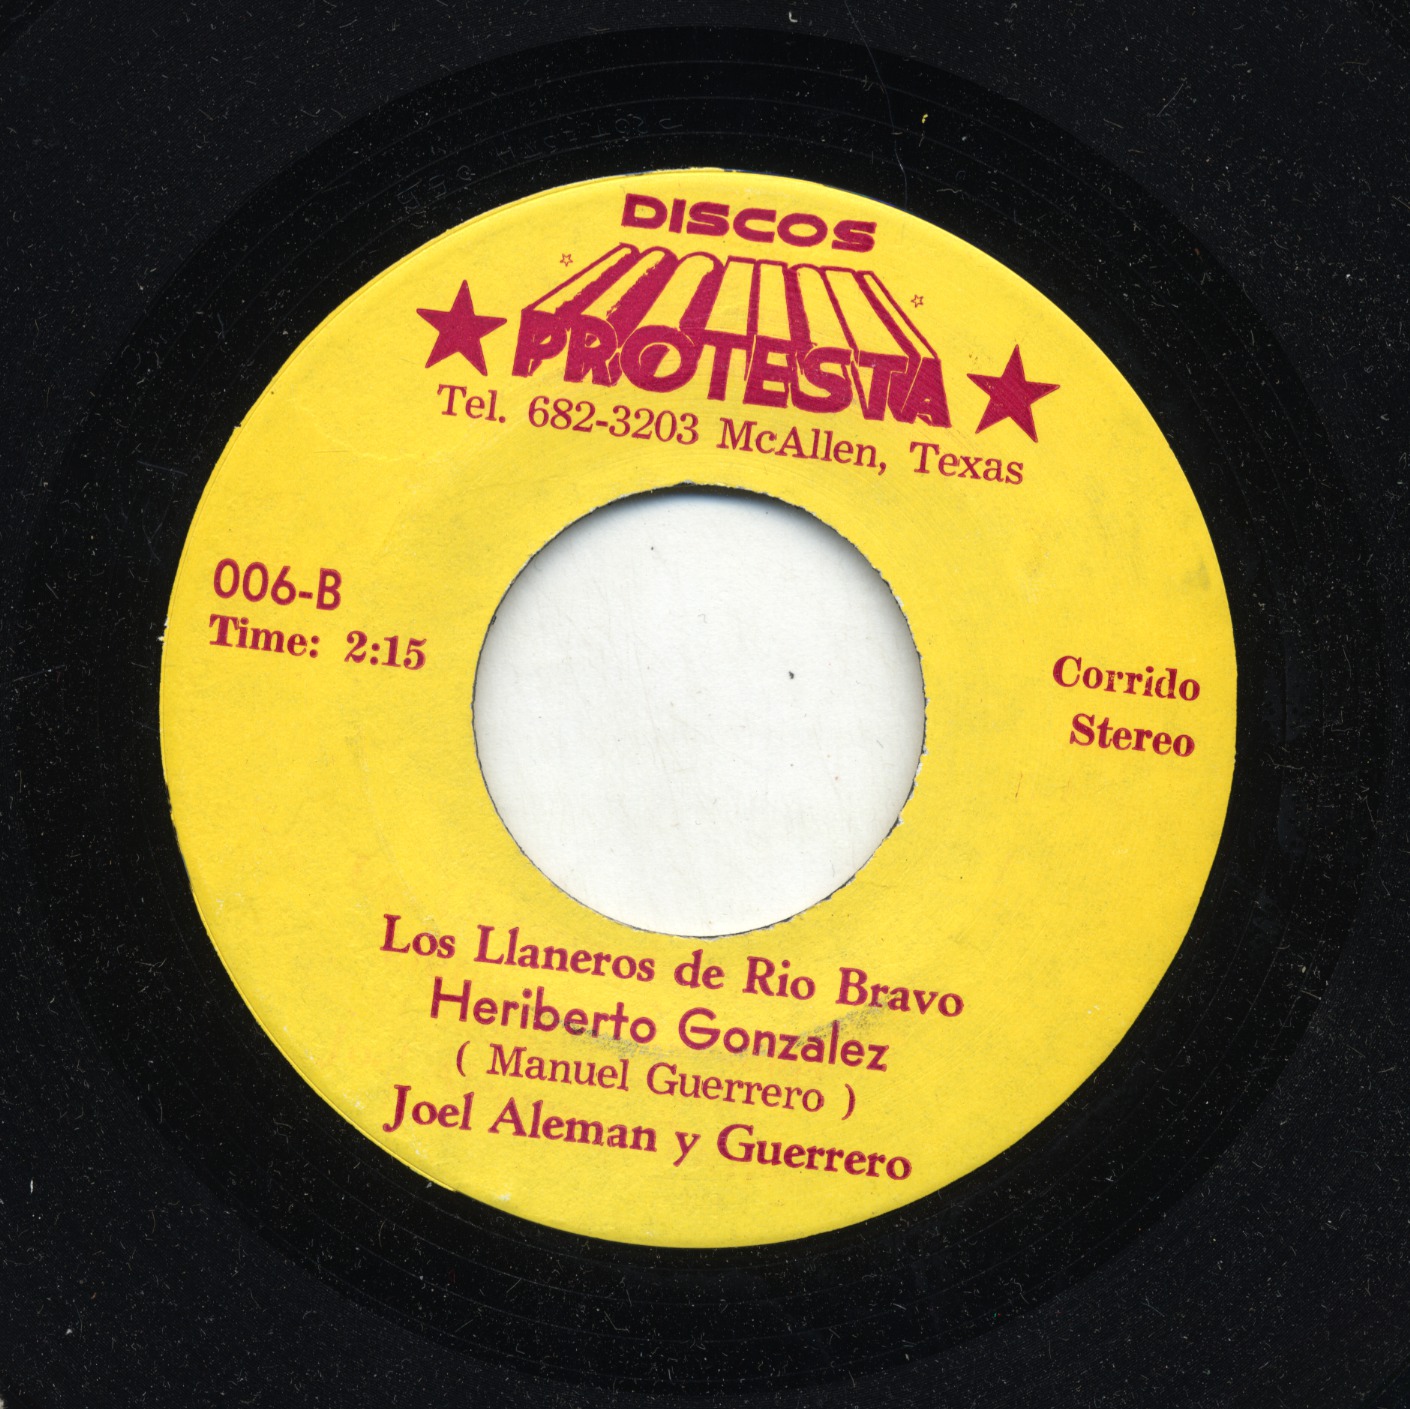 DISCOS
PROTESTA
Tel. 682-3203 McAllen, Texas
006-B
Time: 2:15
Corrido
Stereo
Los Llaneros de Rio Bravo
Heriberto Gonzalez
( Manuel Guerrero )
Joel Aleman y Guerrero